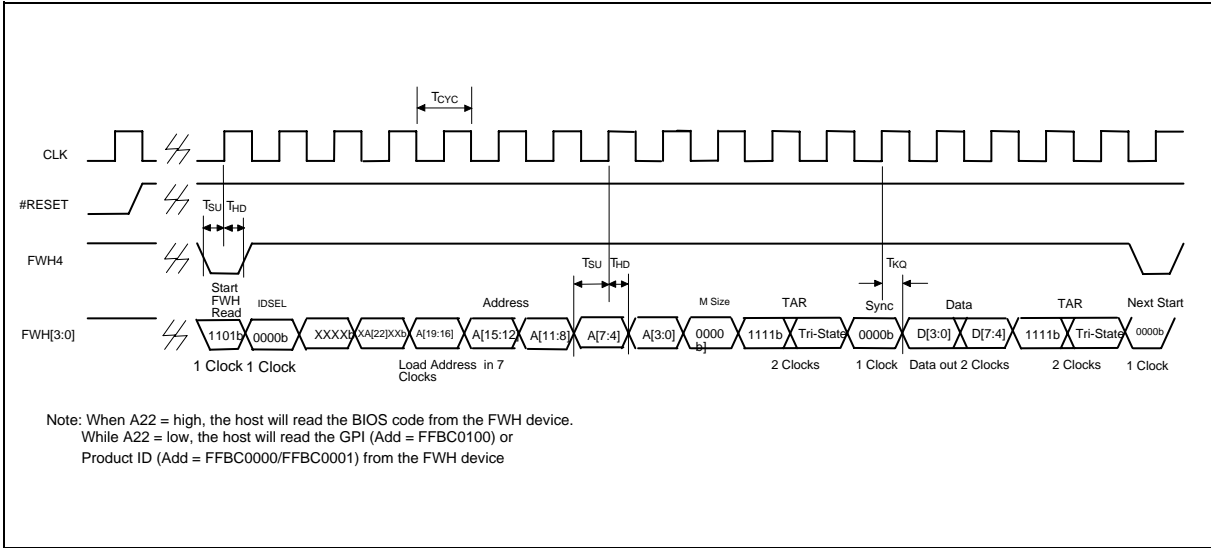 TCYC
CLK
#RESET
TSU THD
FWH4
TSU THD
TKQ
Start
FWH
Read
IDSEL
Address
M Size
TAR
Sync
Data
TAR
Next Start
FWH[3:0]
1101b 0000b XXXXb XA[22]XXb A[19:16] A[15:12] A[11:8] A[7:4] A[3:0] 0000 1111b Tri-State 0000b D[3:0] D[7:4] 1111b Tri-State 0000b
b]
1 Clock 1 Clock Load Address in 7 2 Clocks 1 Clock Data out 2 Clocks 2 Clocks 1 Clock
Clocks
Note: When A22 = high, the host will read the BIOS code from the FWH device.
While A22 = low, the host will read the GPI (Add = FFBC0100) or
Product ID (Add = FFBC0000/FFBC0001) from the FWH device